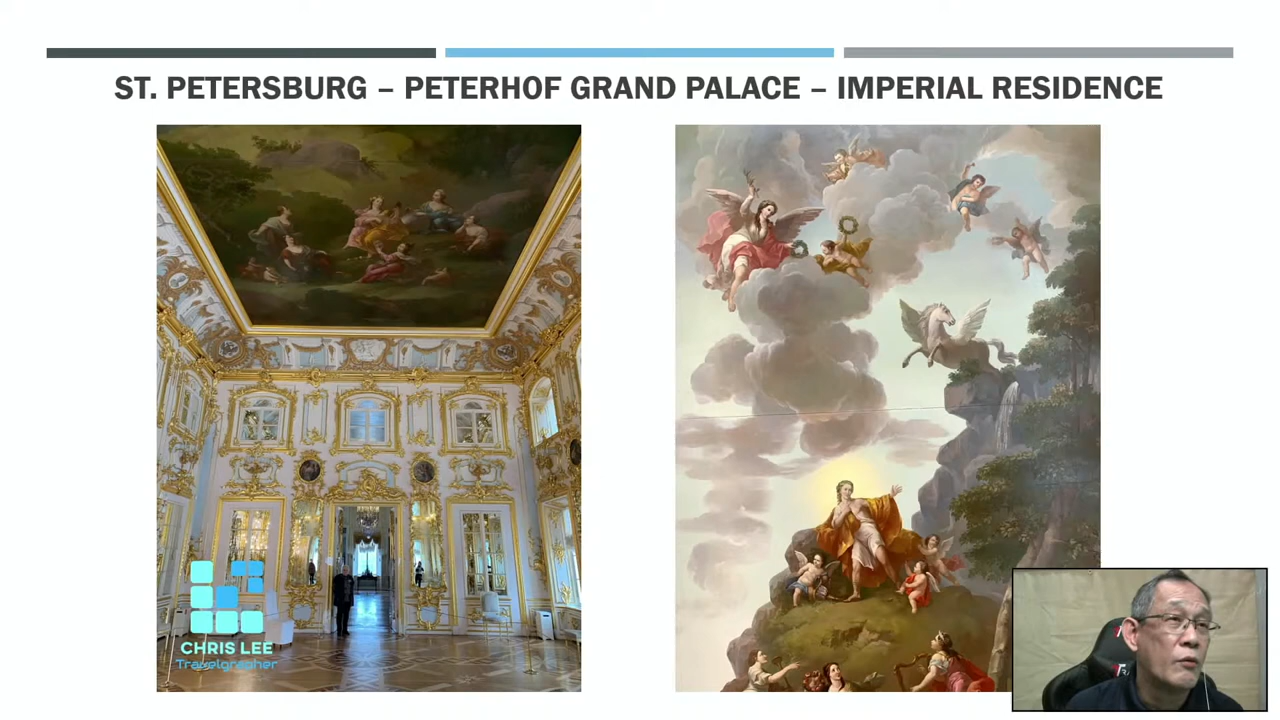 ST. PETERSBURG – PETERHOF GRAND PALACE – IMPERIAL RESIDENCE
CHRIS LEE
Travelgrapher